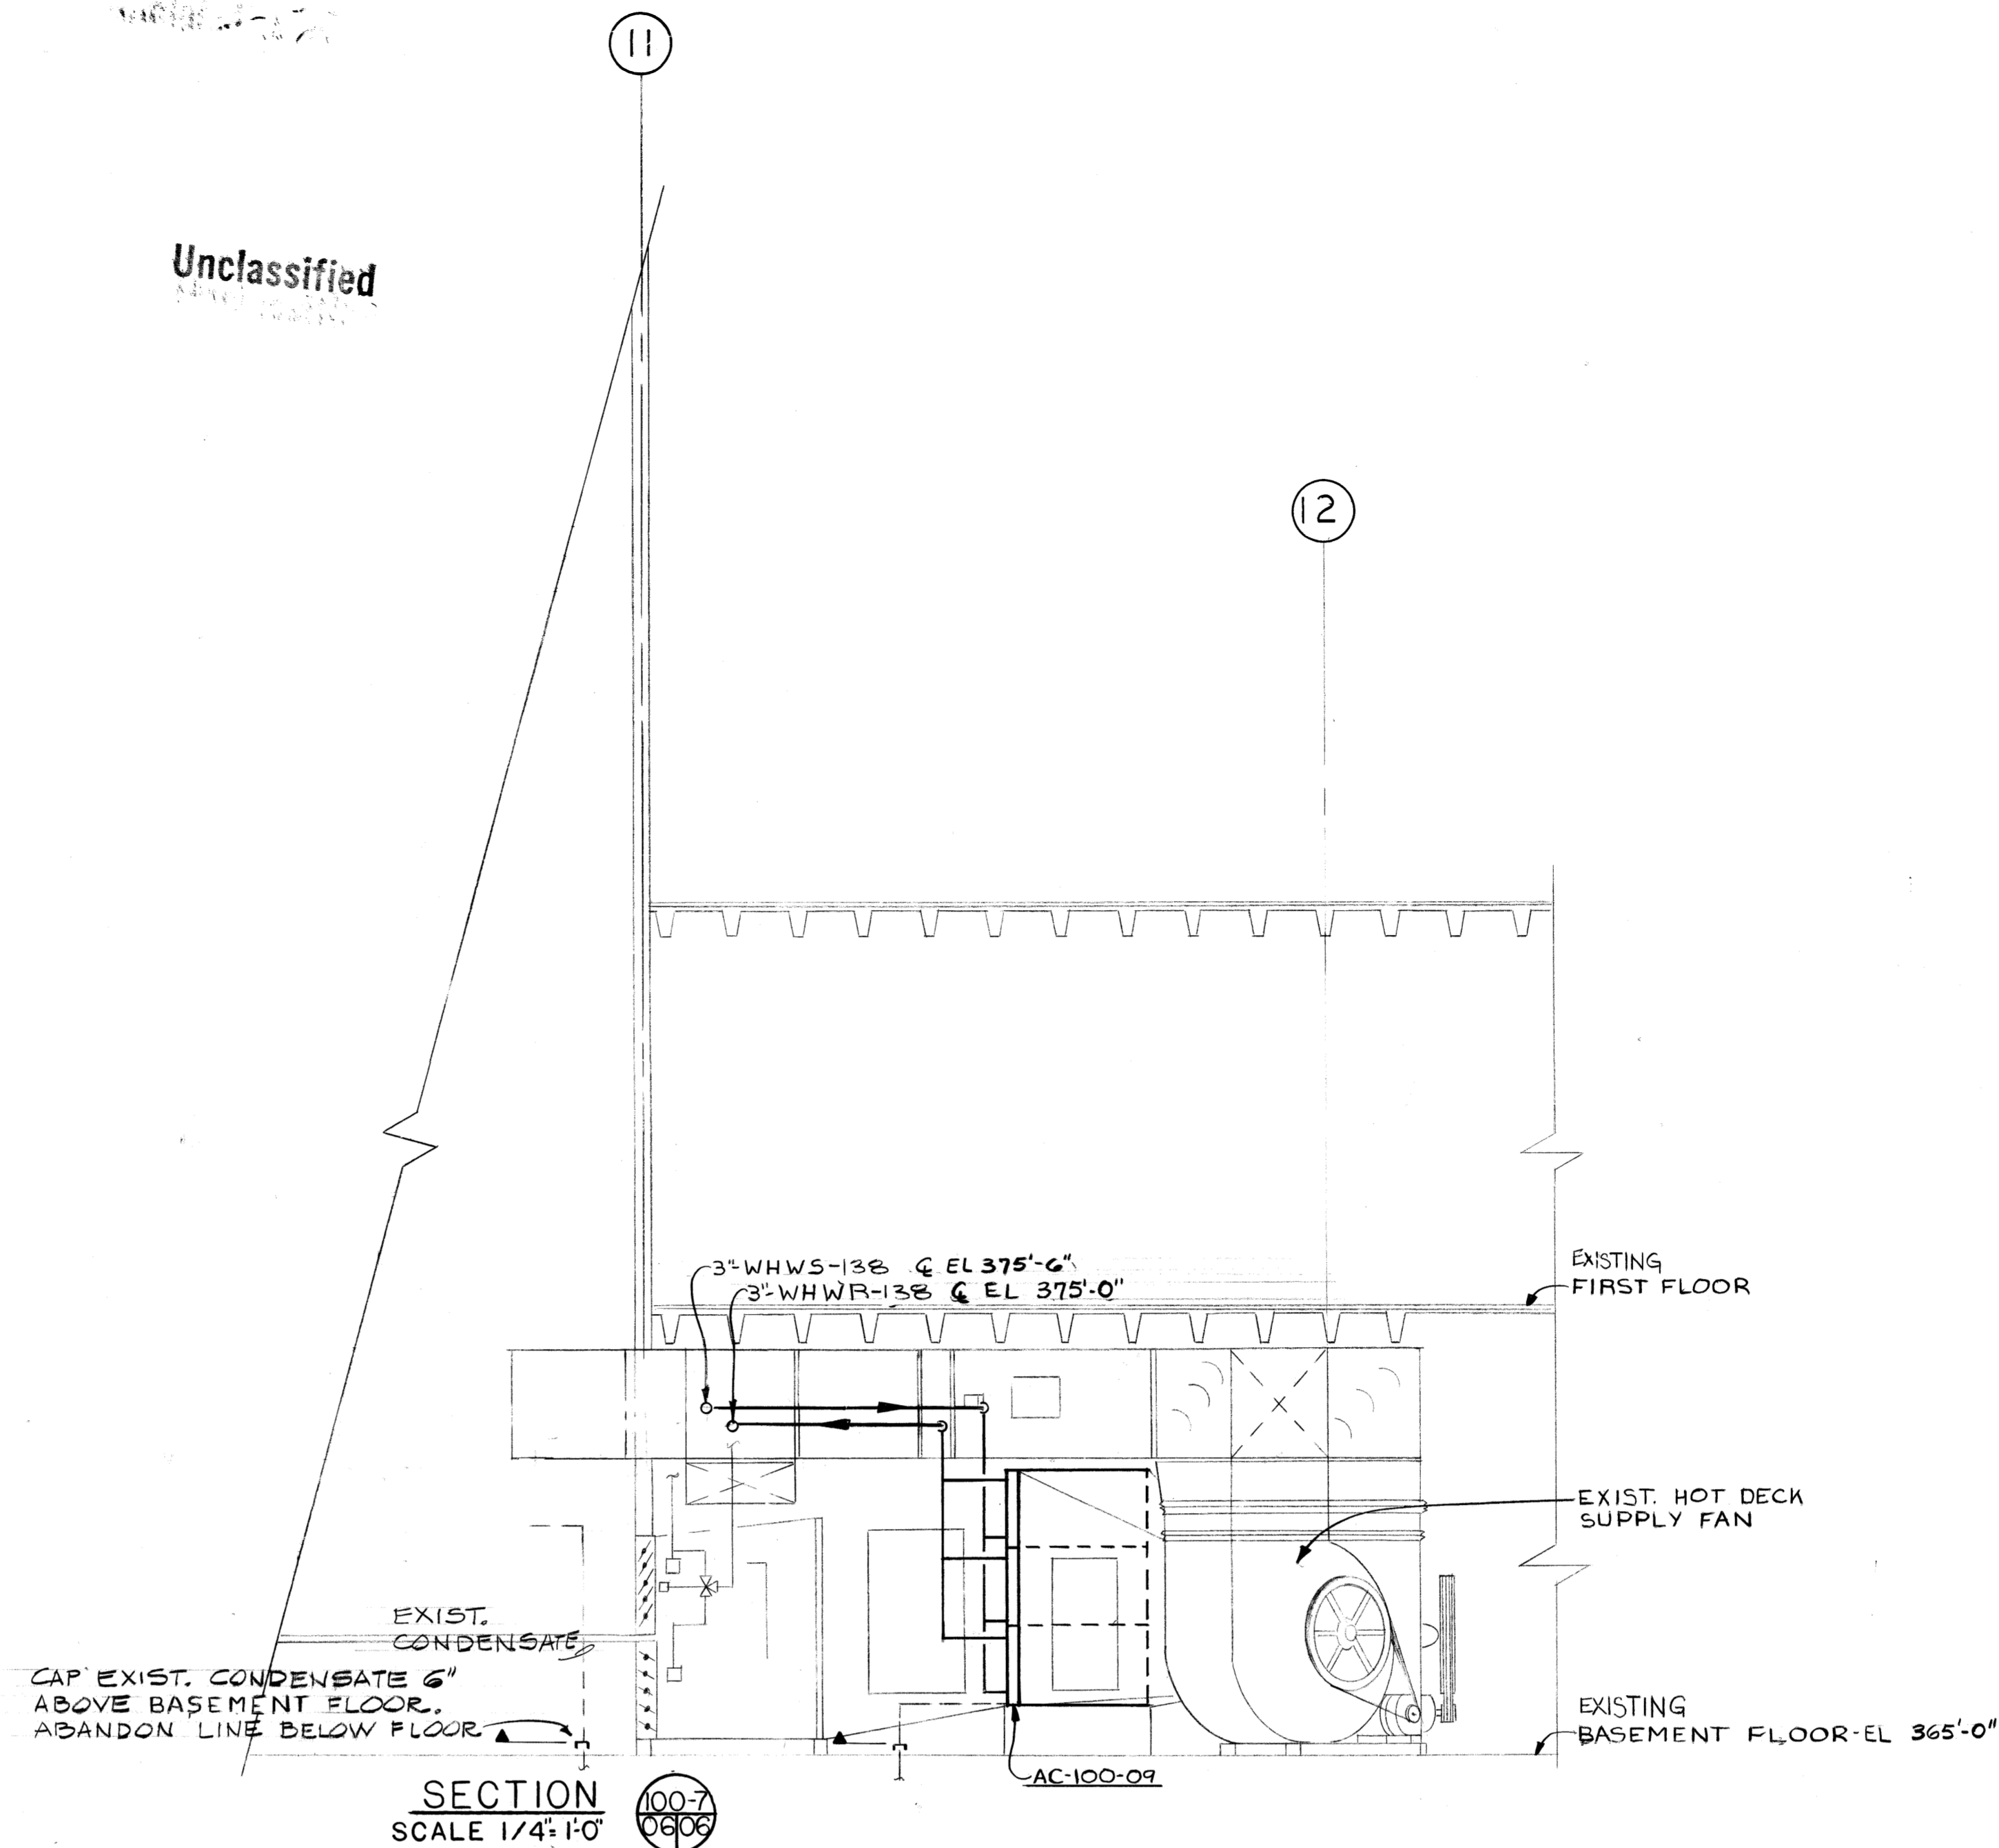 11
Unclassified
12
3"-WHWS-138 ℄ EL 375'-6"
3"-WHWR-138 ℄ EL 375'-0"
EXISTING
FIRST FLOOR
EXIST. HOT DECK
SUPPLY FAN
EXIST.
CONDENSATE
CAP EXIST. CONDENSATE 6"
ABOVE BASEMENT FLOOR.
ABANDON LINE BELOW FLOOR
EXISTING
BASEMENT FLOOR-EL 365'-0"
AC-100-09
SECTION
SCALE 1/4"=1'-0"
100-7
06|06